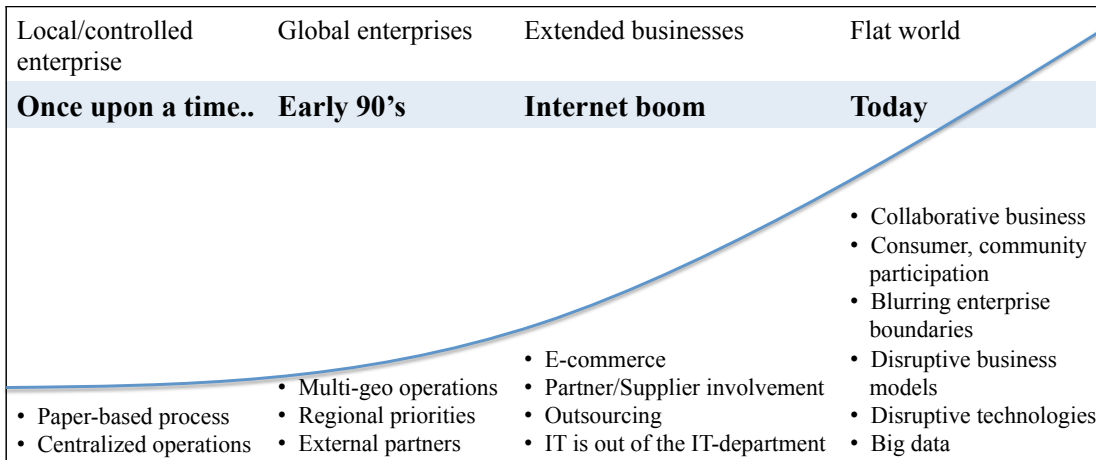 Local/controlled
enterprise
Global enterprises
Extended businesses
Flat world
Once upon a time..
Early 90’s
Internet boom
Today
• Paper-based process
• Centralized operations
• Multi-geo operations
• Regional priorities
• External partners
• E-commerce
• Partner/Supplier involvement
• Outsourcing
• IT is out of the IT-department
• Collaborative business
• Consumer, community
participation
• Blurring enterprise
boundaries
• Disruptive business
models
• Disruptive technologies
• Big data